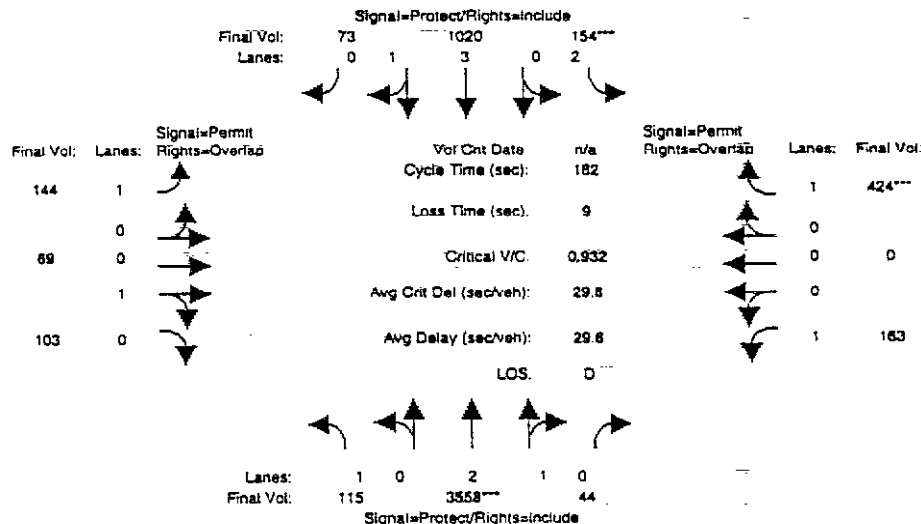 Signal=Protect/Rights=Include
Final Vol: 73 1020 154***
Lanes: 0 1 3 0 2
Signal=Permit
Final Vol: Lanes: Rights=Overlap
Vol Cnt Date n/a
Signal=Permit
Rights=Overlap Lanes: Final Vol:
Cycle Time (sec): 182
144 1
1 424***
Loss Time (sec). 9
0
0
69 0
Critical V/C. 0.932
0 0
1
Avg Crit Del (sec/veh): 29.8
0
103 0
Avg Delay (sec/veh): 29.6
1 163
LOS. D
Lanes: 1 0 2 1 0
Final Vol: 115 3558*** 44
Signal=Protect/Rights=Include